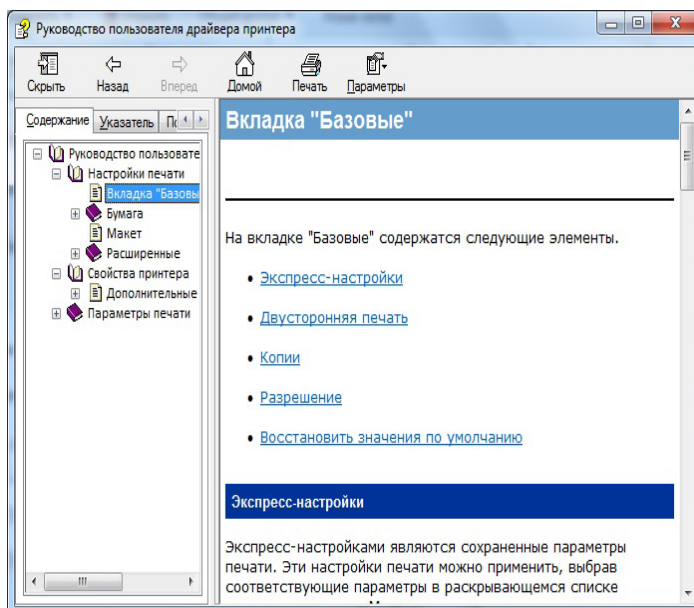 Руководство пользователя драйвера принтера
Скрыть Назад Вперед Домой Печать Параметры
Содержание Указатель
Руководство пользовате
Настройки печати
Вкладка "Базовы
Бумага
Макет
Расширенные
Свойства принтера
Дополнительные
Параметры печати
Вкладка "Базовые"
На вкладке "Базовые" содержатся следующие элементы.
• Экспресс-настройки
• Двусторонняя печать
• Копии
• Разрешение
• Восстановить значения по умолчанию
Экспресс-настройки
Экспресс-настройками являются сохраненные параметры
печати. Эти настройки печати можно применить, выбрав
соответствующие параметры в раскрывающемся списке